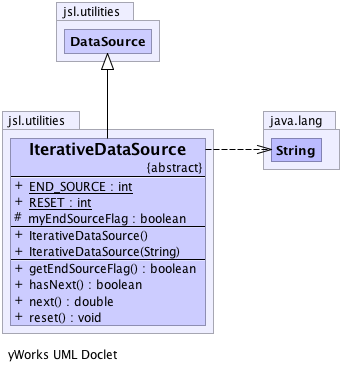 jsl.utilities
DataSource
jsl.utilities
IterativeDataSource
{abstract}
+ END_SOURCE : int
+ RESET : int
# myEndSourceFlag : boolean
+ IterativeDataSource()
+ IterativeDataSource(String)
+ getEndSourceFlag() : boolean
+ hasNext() : boolean
+ next() : double
+ reset() : void
java.lang
String
yWorks UML Doclet